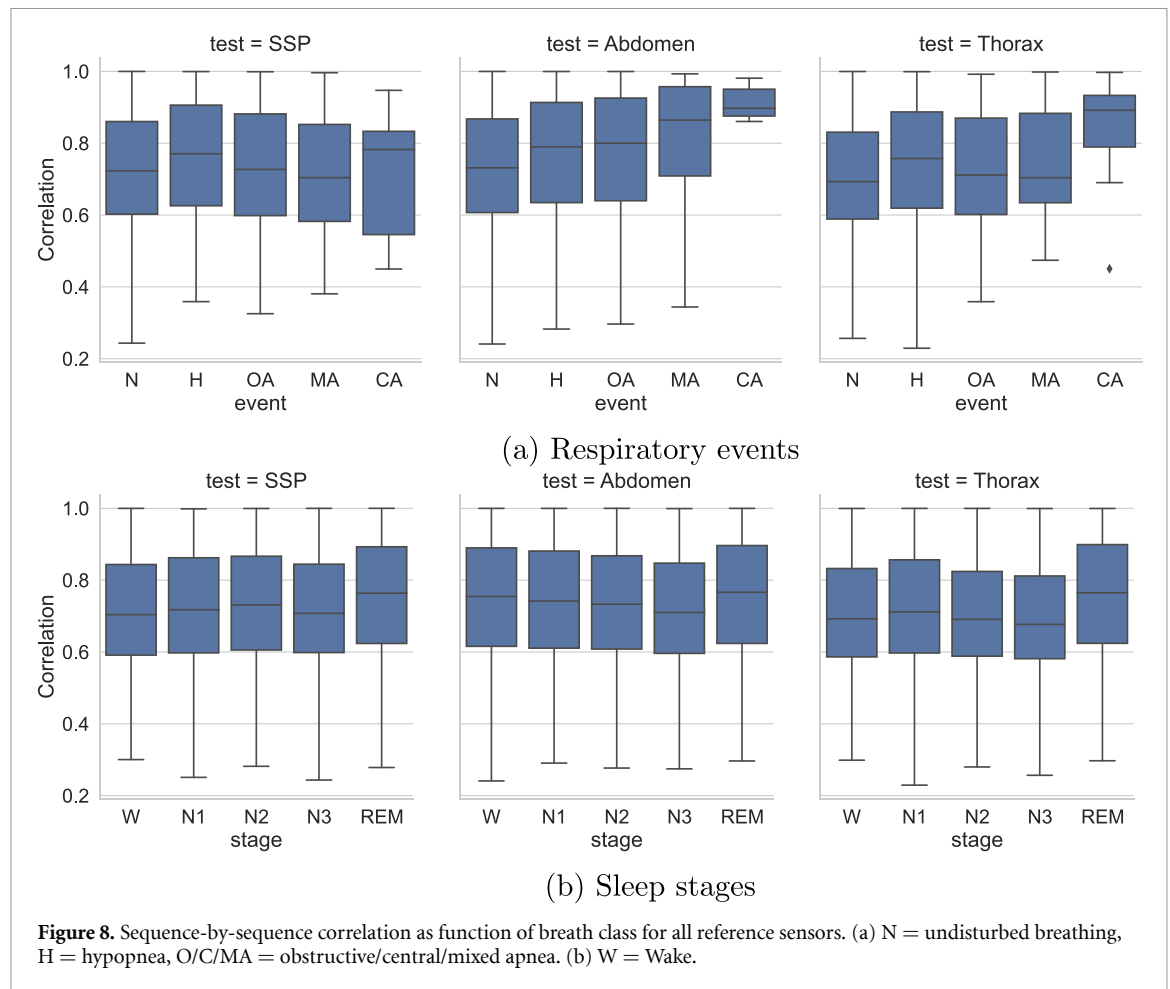 test = SSP
test = Abdomen
test = Thorax
1.0
0.8
0.6
0.4
0.2
Correlation
N H OA MA CA
event
N H OA MA CA
event
N H OA MA CA
event
(a) Respiratory events
test = SSP
test = Abdomen
test = Thorax
1.0
0.8
0.6
0.4
0.2
Correlation
W N1 N2 N3 REM
stage
W N1 N2 N3 REM
stage
W N1 N2 N3 REM
stage
(b) Sleep stages
Figure 8. Sequence-by-sequence correlation as function of breath class for all reference sensors. (a) N = undisturbed breathing,
H = hypopnea, O/C/MA = obstructive/central/mixed apnea. (b) W = Wake.